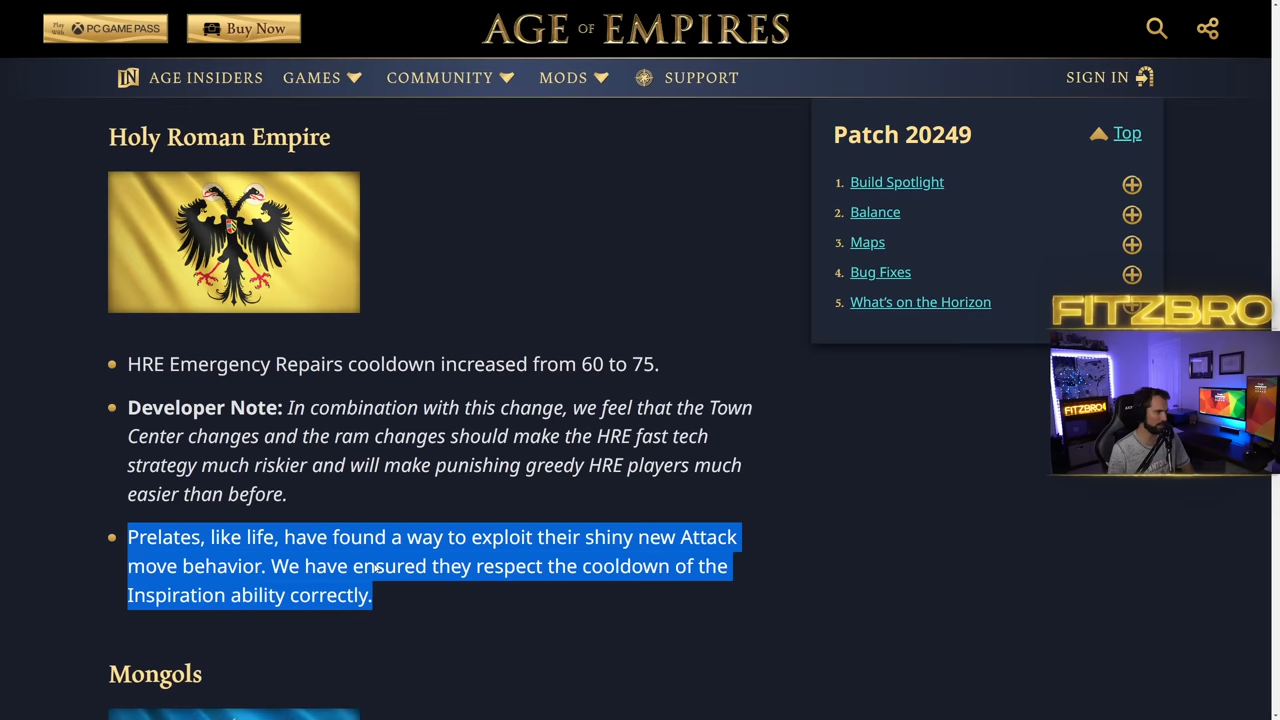 Play With PC GAME PASS
Buy Now
AGE OF EMPIRES
IN AGE INSIDERS
GAMES
COMMUNITY
MODS
SUPPORT
SIGN IN
Holy Roman Empire
HRE Emergency Repairs cooldown increased from 60 to 75.
Developer Note: In combination with this change, we feel that the Town
Center changes and the ram changes should make the HRE fast tech
strategy much riskier and will make punishing greedy HRE players much
easier than before.
Prelates, like life, have found a way to exploit their shiny new Attack
move behavior. We have ensured they respect the cooldown of the
Inspiration ability correctly.
Mongols
Patch 20249
Top
1. Build Spotlight
2. Balance
3. Maps
4. Bug Fixes
5. What's on the Horizon
FITZBRO
FITZBRO